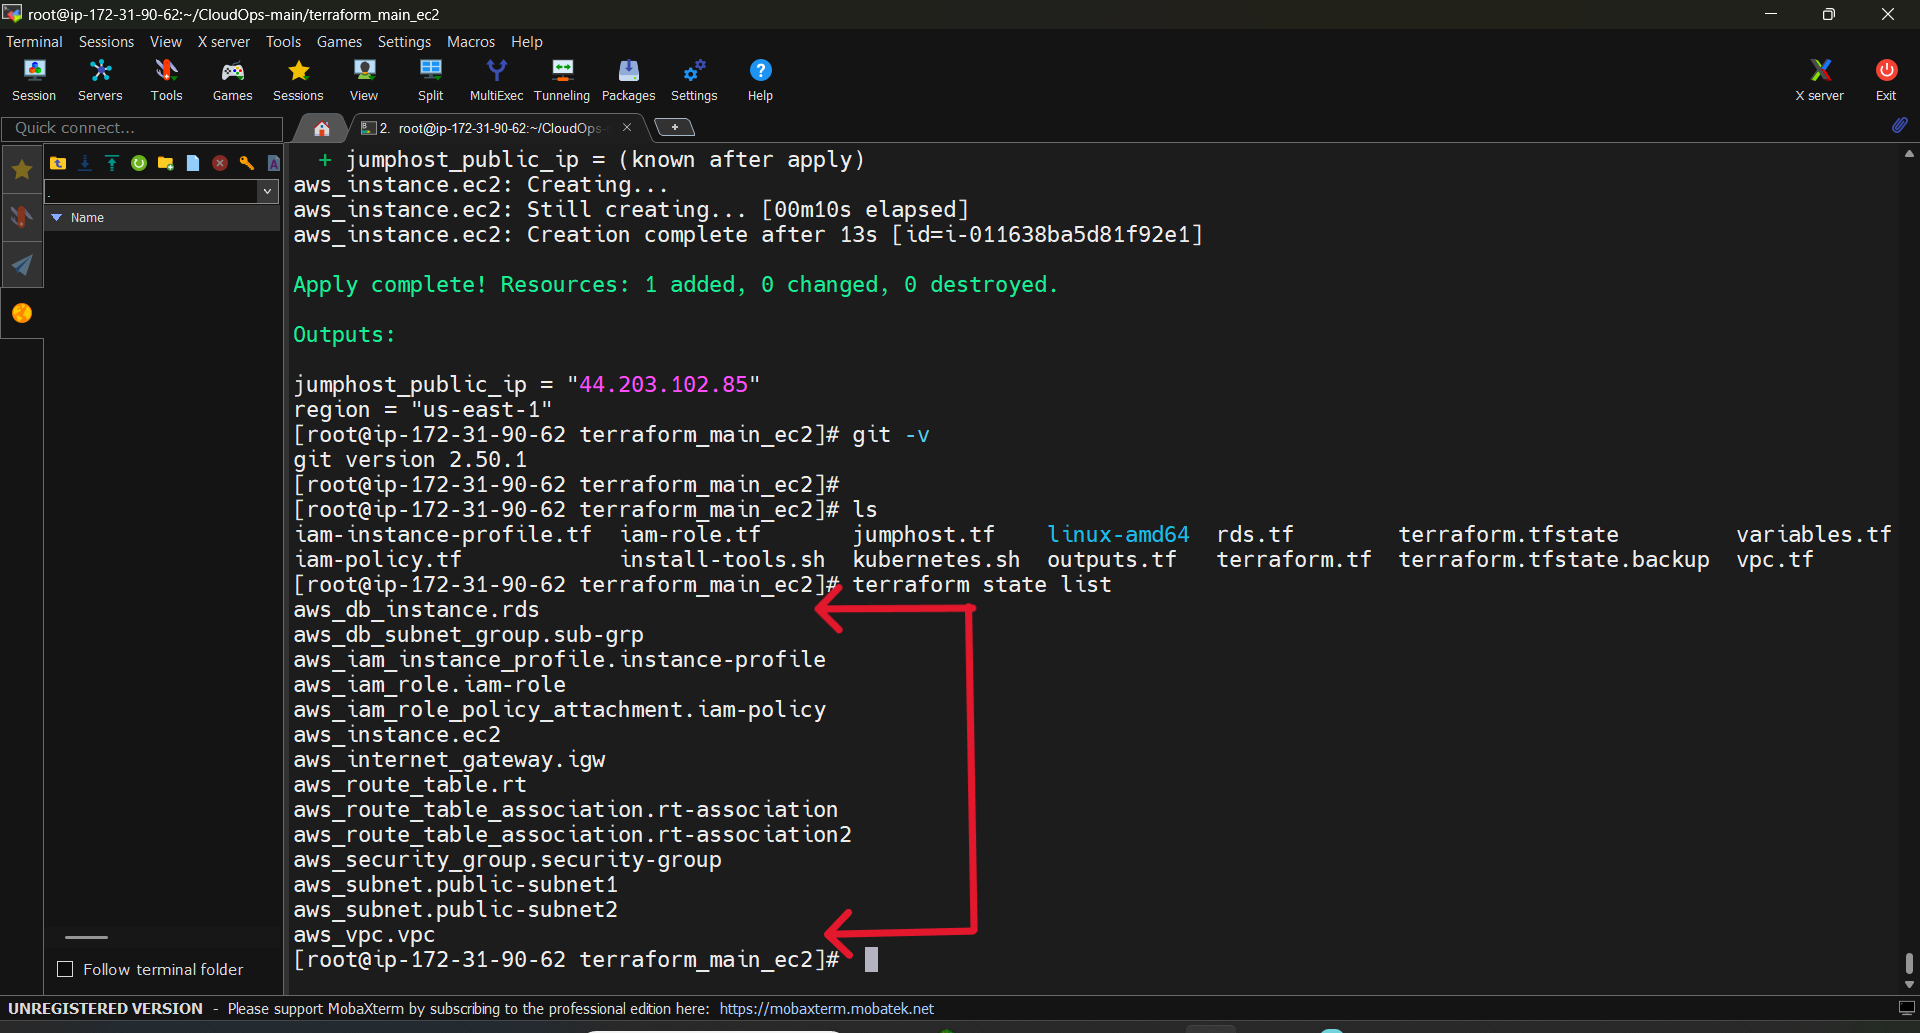 root@ip-172-31-90-62:~/CloudOps-main/terraform_main_ec2
Terminal Sessions View X server Tools Games Settings Macros Help
Session Servers Tools Games Sessions View Split MultiExec Tunneling Packages Settings Help X server Exit
Quick connect...
2. root@ip-172-31-90-62:~/CloudOps-
.
Name
+ jumphost_public_ip = (known after apply)
aws_instance.ec2: Creating...
aws_instance.ec2: Still creating... [00m10s elapsed]
aws_instance.ec2: Creation complete after 13s [id=i-011638ba5d81f92e1]
Apply complete! Resources: 1 added, 0 changed, 0 destroyed.
Outputs:
jumphost_public_ip = "44.203.102.85"
region = "us-east-1"
[root@ip-172-31-90-62 terraform_main_ec2]# git -v
git version 2.50.1
[root@ip-172-31-90-62 terraform_main_ec2]#
[root@ip-172-31-90-62 terraform_main_ec2]# ls
iam-instance-profile.tf iam-role.tf jumphost.tf linux-amd64 rds.tf terraform.tfstate variables.tf
iam-policy.tf install-tools.sh kubernetes.sh outputs.tf terraform.tf terraform.tfstate.backup vpc.tf
[root@ip-172-31-90-62 terraform_main_ec2]# terraform state list
aws_db_instance.rds
aws_db_subnet_group.sub-grp
aws_iam_instance_profile.instance-profile
aws_iam_role.iam-role
aws_iam_role_policy_attachment.iam-policy
aws_instance.ec2
aws_internet_gateway.igw
aws_route_table.rt
aws_route_table_association.rt-association
aws_route_table_association.rt-association2
aws_security_group.security-group
aws_subnet.public-subnet1
aws_subnet.public-subnet2
aws_vpc.vpc
[root@ip-172-31-90-62 terraform_main_ec2]#
Follow terminal folder
UNREGISTERED VERSION - Please support MobaXterm by subscribing to the professional edition here: https://mobaxterm.mobatek.net